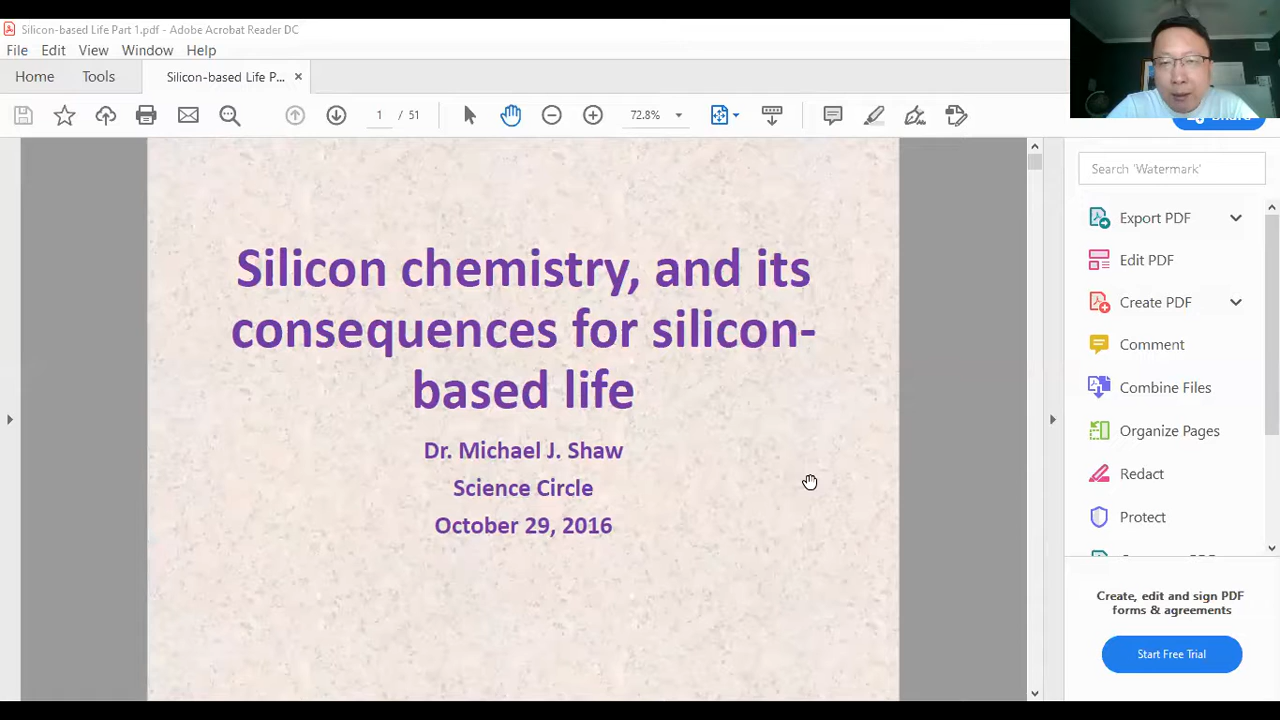 Silicon-based Life Part 1.pdf - Adobe Acrobat Reader DC
File Edit View Window Help
Home Tools Silicon-based Life P... ×
1 / 51 72.8%
Share
Silicon chemistry, and its
consequences for silicon-
based life
Dr. Michael J. Shaw
Science Circle
October 29, 2016
Search 'Watermark'
Export PDF
Edit PDF
Create PDF
Comment
Combine Files
Organize Pages
Redact
Protect
Create, edit and sign PDF
forms & agreements
Start Free Trial